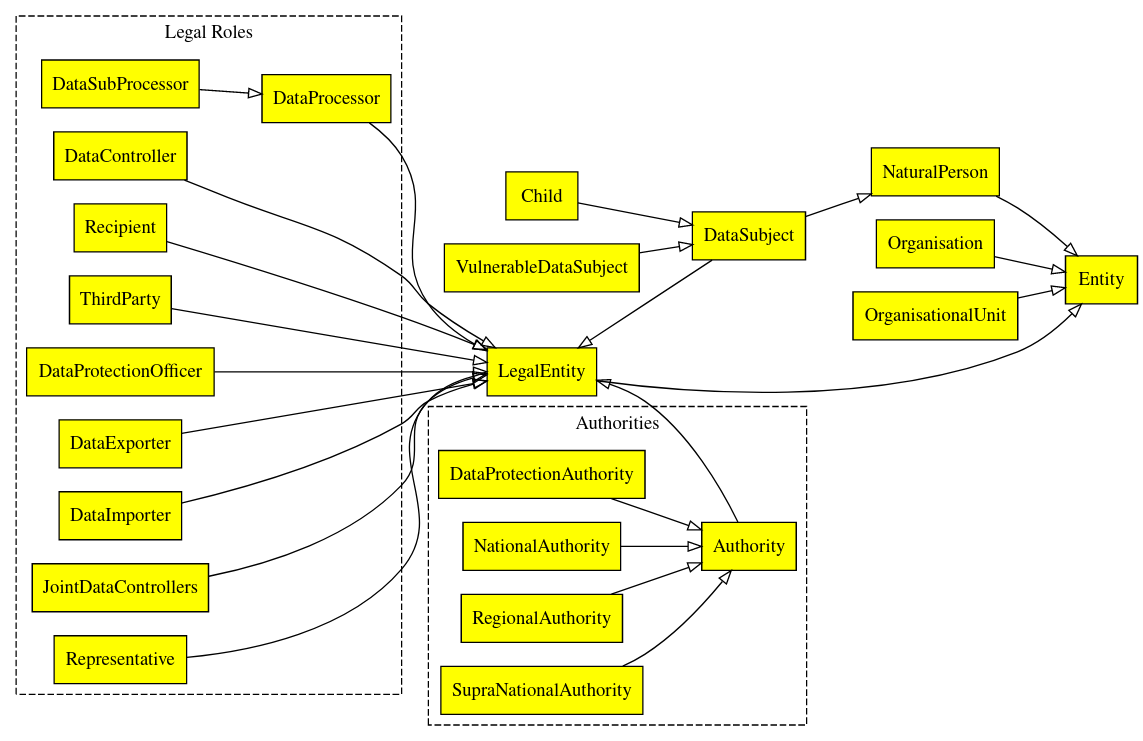 Legal Roles
DataSubProcessor
DataProcessor
DataController
Recipient
ThirdParty
DataProtectionOfficer
DataExporter
DataImporter
JointDataControllers
Representative
Child
VulnerableDataSubject
DataSubject
NaturalPerson
Organisation
OrganisationalUnit
Entity
LegalEntity
Authorities
DataProtectionAuthority
NationalAuthority
Authority
RegionalAuthority
SupraNationalAuthority